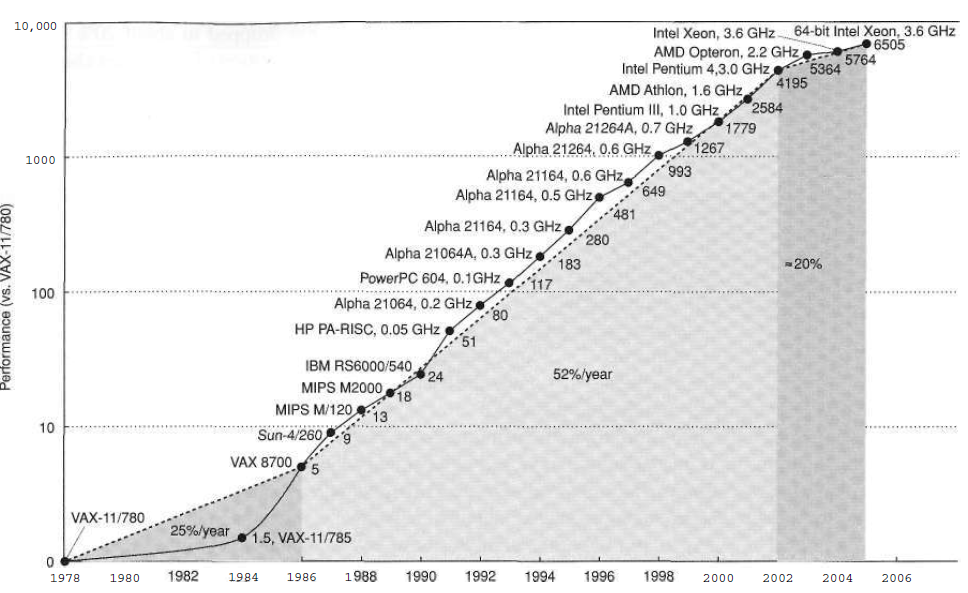 10,000
1000
100
10
0
Performance (vs. VAX-11/780)
Intel Xeon, 3.6 GHz
64-bit Intel Xeon, 3.6 GHz
6505
AMD Opteron, 2.2 GHz
5764
Intel Pentium 4,3.0 GHz
5364
4195
AMD Athlon, 1.6 GHz
2584
Intel Pentium III, 1.0 GHz
1779
Alpha 21264A, 0.7 GHz
1267
Alpha 21264, 0.6 GHz
993
Alpha 21164, 0.6 GHz
649
Alpha 21164, 0.5 GHz
481
Alpha 21164, 0.3 GHz
280
Alpha 21064A, 0.3 GHz
183
PowerPC 604, 0.1GHz
117
Alpha 21064, 0.2 GHz
80
HP PA-RISC, 0.05 GHz
51
IBM RS6000/540
24
MIPS M2000
18
MIPS M/120
13
Sun-4/260
9
VAX 8700
5
VAX-11/780
25%/year
1.5, VAX-11/785
52%/year
≈20%
1978 1980 1982 1984 1986 1988 1990 1992 1994 1996 1998 2000 2002 2004 2006